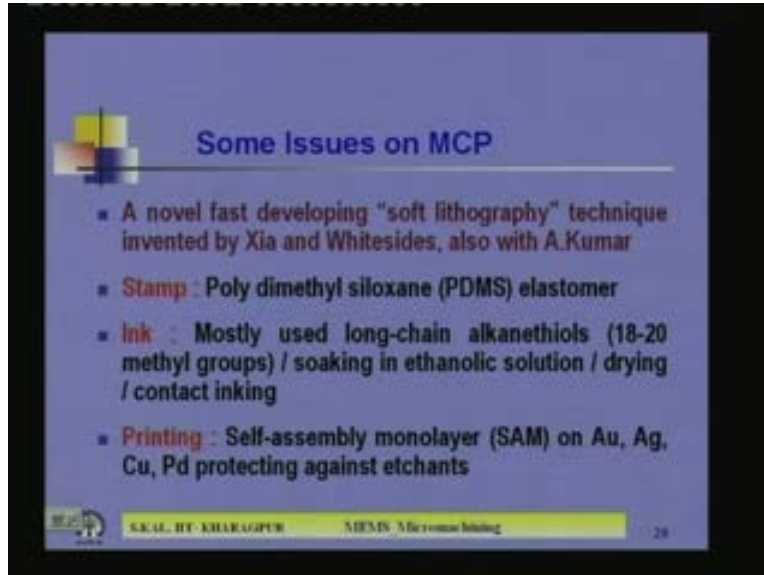 Some Issues on MCP
A novel fast developing "soft lithography" technique
invented by Xia and Whitesides, also with A.Kumar
Stamp : Poly dimethyl siloxane (PDMS) elastomer
Ink : Mostly used long-chain alkanethiols (18-20
methyl groups) / soaking in ethanolic solution / drying
/ contact inking
Printing : Self-assembly monolayer (SAM) on Au, Ag,
Cu, Pd protecting against etchants
S.KAL, IIT- KHARAGPUR MEMS_Micromachining